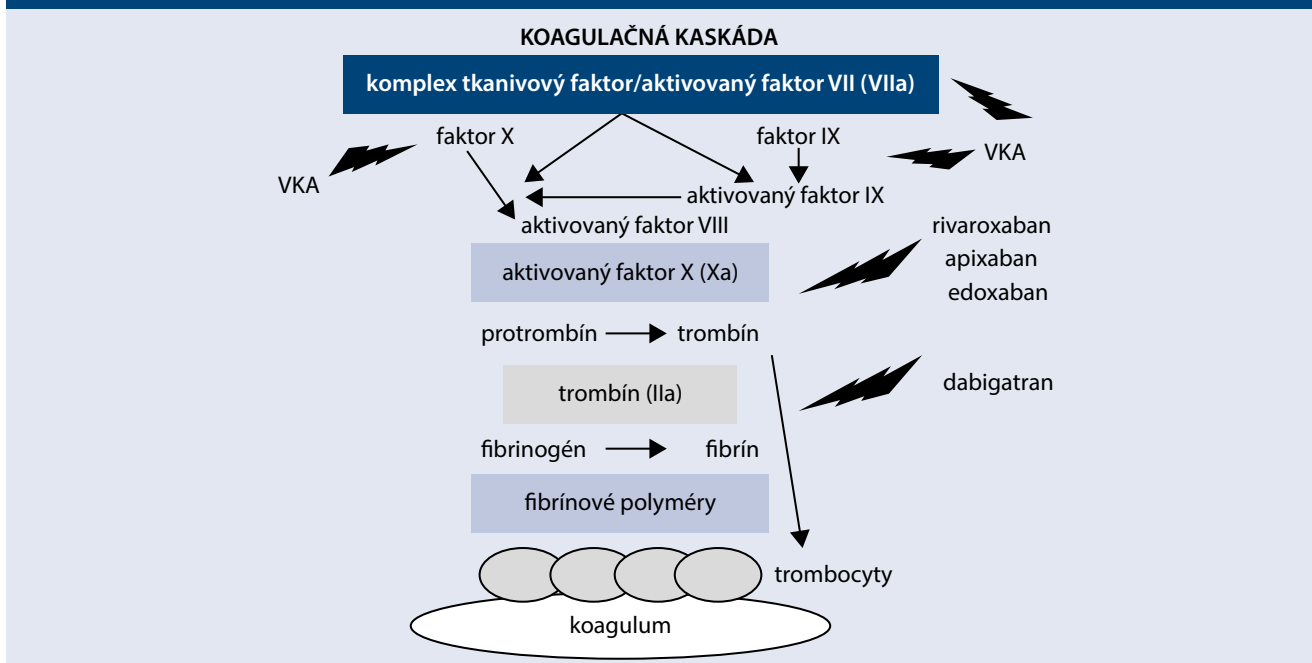 KOAGULAČNÁ KASKÁDA
komplex tkanivový faktor/aktivovaný faktor VII (VIIa)
faktor X
faktor IX
VKA
VKA
aktivovaný faktor IX
aktivovaný faktor VIII
rivaroxaban
apixaban
edoxaban
aktivovaný faktor X (Xa)
protrombín
trombín
trombín (IIa)
dabigatran
fibrinogén
fibrín
fibrínové polyméry
trombocyty
koagulum